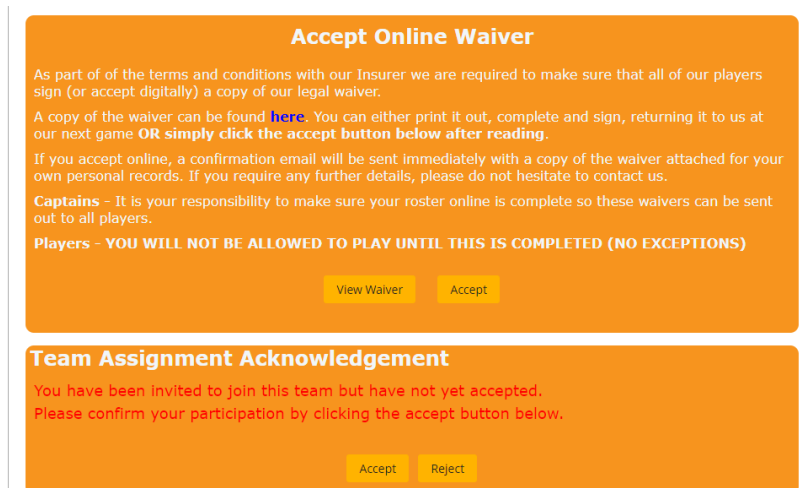 Accept Online Waiver
As part of of the terms and conditions with our Insurer we are required to make sure that all of our players
sign (or accept digitally) a copy of our legal waiver.
A copy of the waiver can be found here. You can either print it out, complete and sign, returning it to us at
our next game OR simply click the accept button below after reading.
If you accept online, a confirmation email will be sent immediately with a copy of the waiver attached for your
own personal records. If you require any further details, please do not hesitate to contact us.
Captains - It is your responsibility to make sure your roster online is complete so these waivers can be sent
out to all players.
Players - YOU WILL NOT BE ALLOWED TO PLAY UNTIL THIS IS COMPLETED (NO EXCEPTIONS)
View Waiver Accept
Team Assignment Acknowledgement
You have been invited to join this team but have not yet accepted.
Please confirm your participation by clicking the accept button below.
Accept Reject